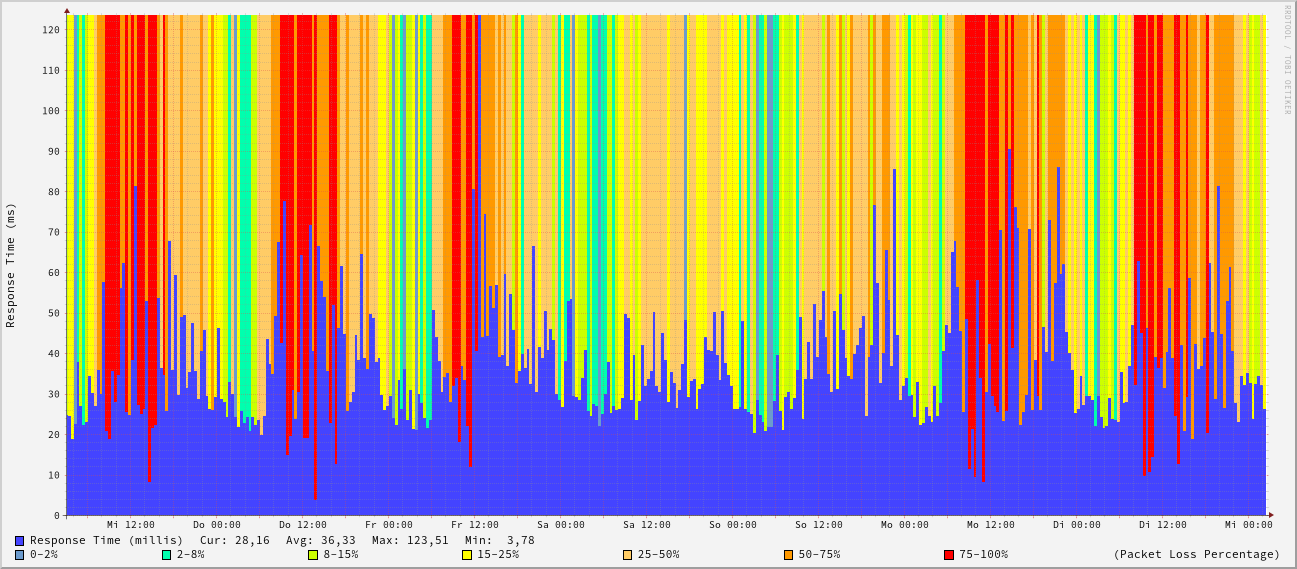 RRDTOOL / TOBI OETIKER
Response Time (ms)
120
110
100
90
80
70
60
50
40
30
20
10
0
Mi 12:00 Do 00:00 Do 12:00 Fr 00:00 Fr 12:00 Sa 00:00 Sa 12:00 So 00:00 So 12:00 Mo 00:00 Mo 12:00 Di 00:00 Di 12:00 Mi 00:00
Response Time (millis) Cur: 28,16 Avg: 36,33 Max: 123,51 Min: 3,78
0-2% 2-8% 8-15% 15-25% 25-50% 50-75% 75-100% (Packet Loss Percentage)